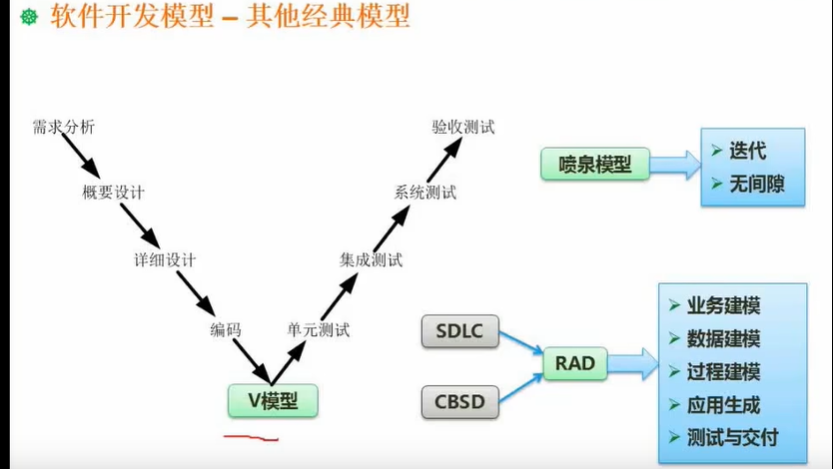 软件开发模型 – 其他经典模型
需求分析
概要设计
详细设计
编码
V模型
单元测试
集成测试
系统测试
验收测试
喷泉模型
迭代
无间隙
SDLC
CBSD
RAD
业务建模
数据建模
过程建模
应用生成
测试与交付